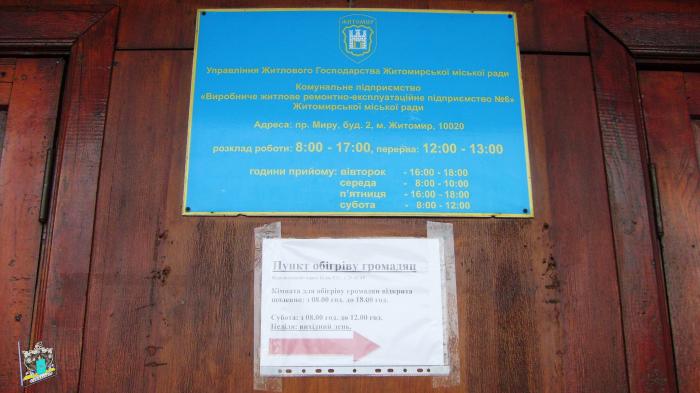 ЖИТОМИР
Управління Житлового Господарства Житомирської міської ради
Комунальне підприємство
«Виробниче житлове ремонтно-експлуатаційне підприємство №6»
Житомирської міської ради
Адреса: пр. Миру, буд. 2, м. Житомир, 10020
розклад роботи: 8:00 - 17:00, перерва: 12:00 - 13:00
години прийому: вівторок - 16:00 - 18:00
середа - 8:00 - 10:00
п'ятниця - 16:00 - 18:00
субота - 8:00 - 12:00
Пункт обігріву громадян
Кімната для обігріву громадян відкрита
щоденно: з 08.00 год. до 18.00 год.
Субота: з 08.00 год. до 12.00 год.
Неділя: вихідний день.